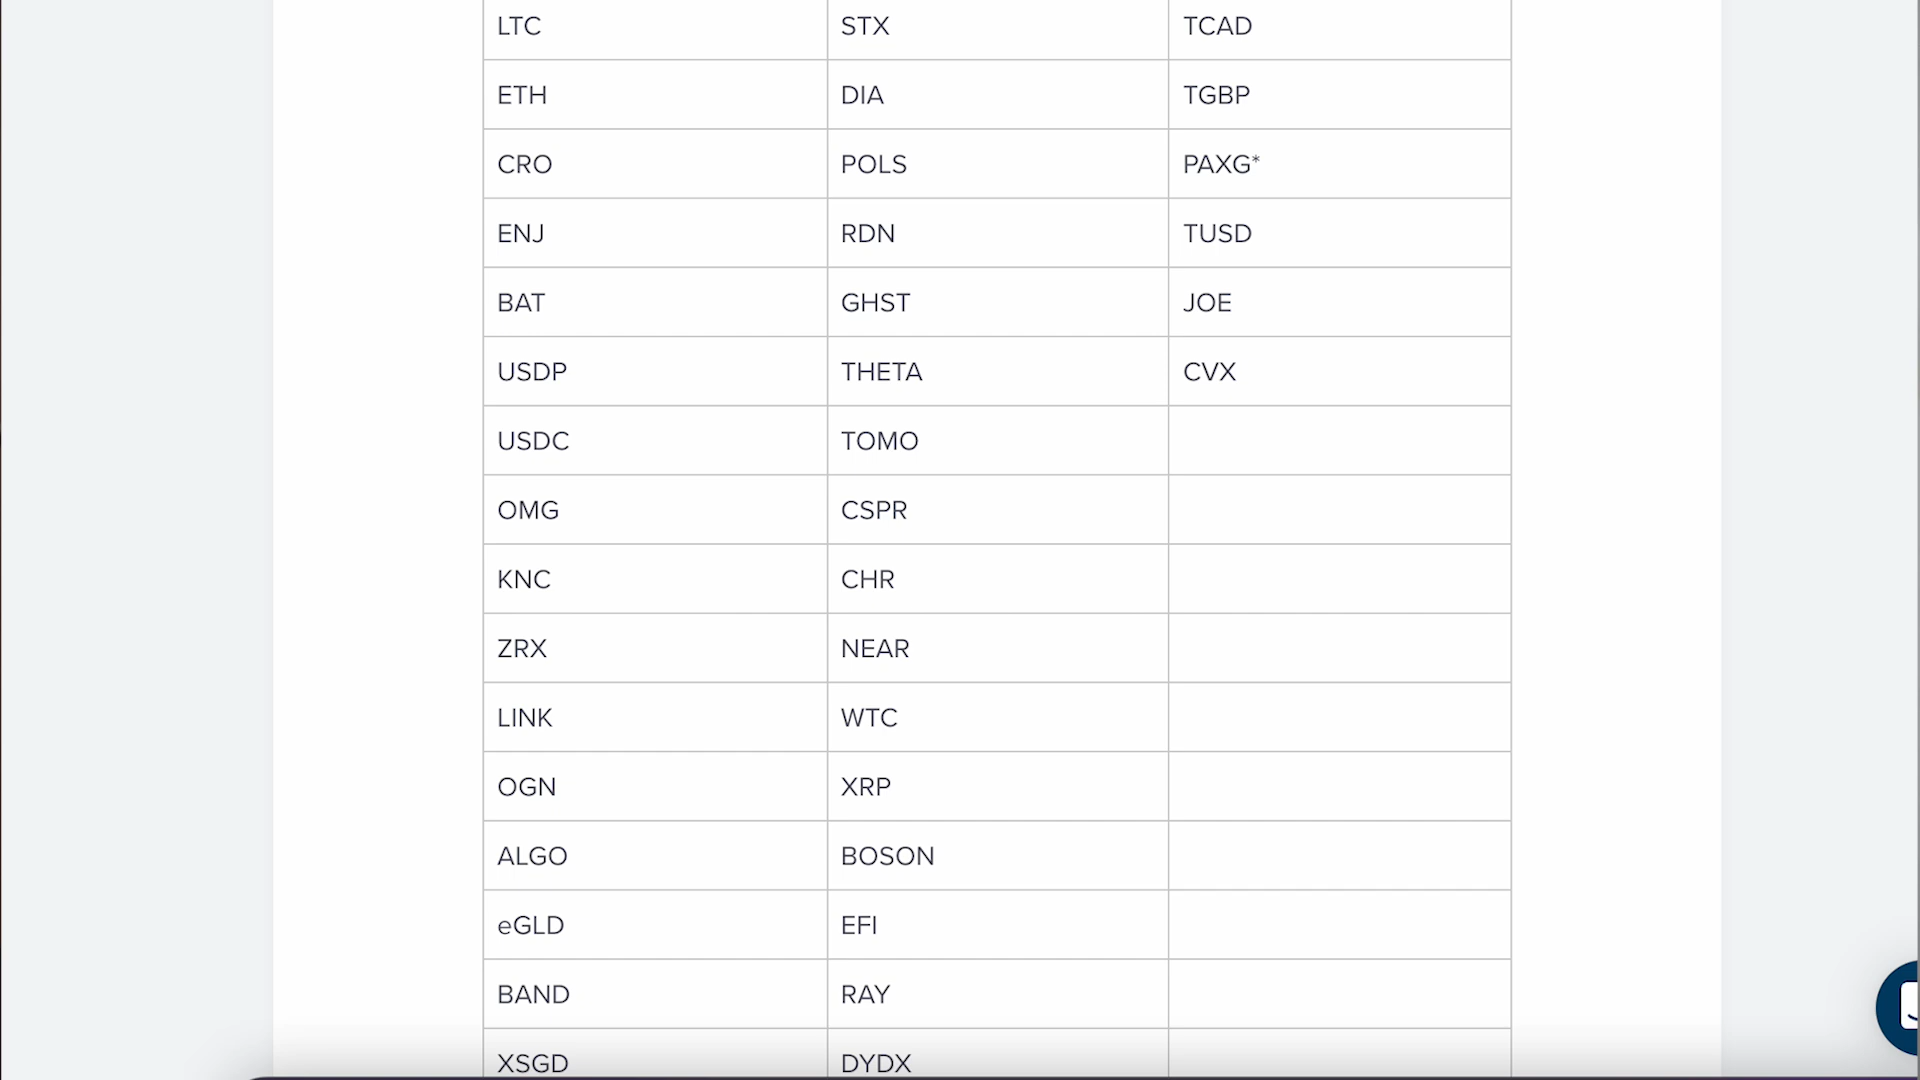 LTC STX TCAD
ETH DIA TGBP
CRO POLS PAXG*
ENJ RDN TUSD
BAT GHST JOE
USDP THETA CVX
USDC TOMO
OMG CSPR
KNC CHR
ZRX NEAR
LINK WTC
OGN XRP
ALGO BOSON
eGLD EFI
BAND RAY
XSGD DYDX